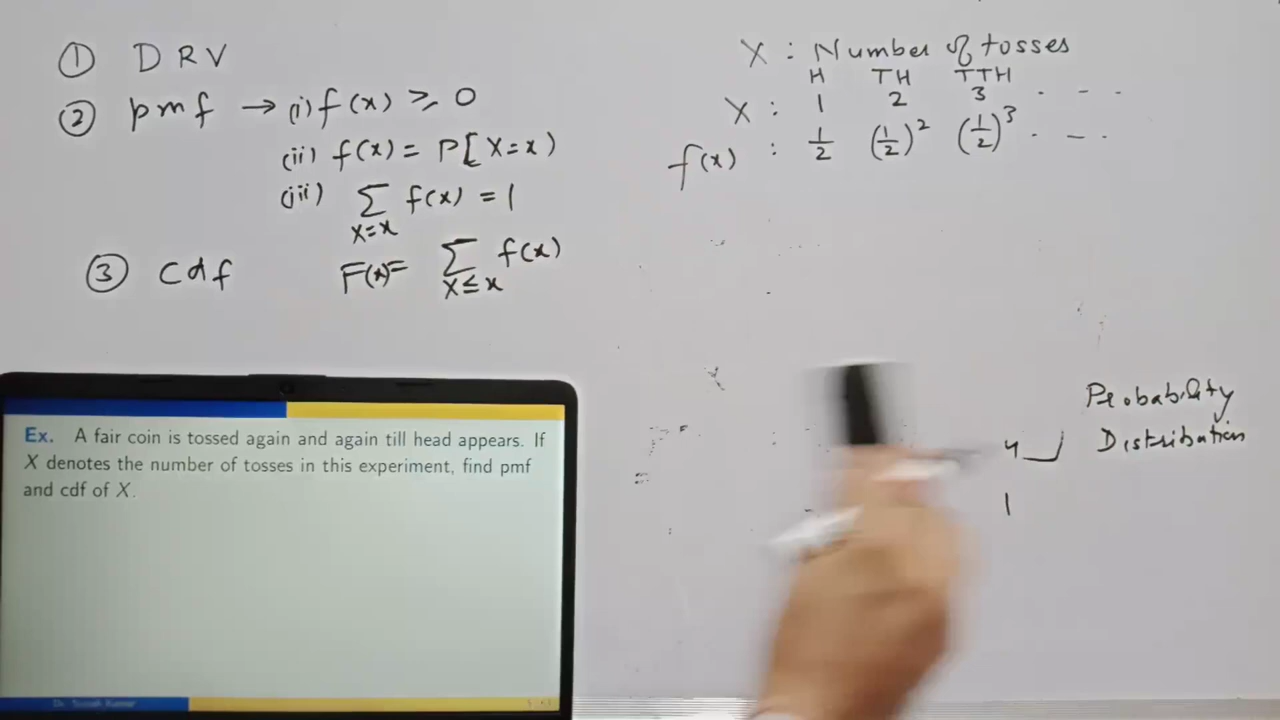 ① D R V
② pmf → (i) f(x) ≥ 0
(ii) f(x) = P[X=x)
(iii) ∑ f(x) = 1
X=x
③ cdf F(x)= ∑ f(x)
X≤x
X : Number of tosses
H TH TTH
X : 1 2 3 . - -
f(x) : 1/2 (1/2)² (1/2)³ . - . .
Probability
Distribution
4
1
Ex. A fair coin is tossed again and again till head appears. If
X denotes the number of tosses in this experiment, find pmf
and cdf of X.